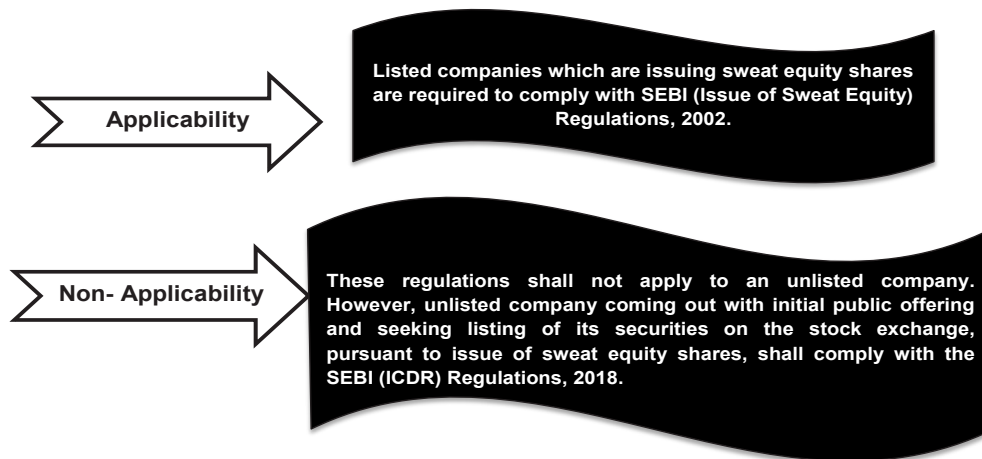 Applicability
Listed companies which are issuing sweat equity shares
are required to comply with SEBI (Issue of Sweat Equity)
Regulations, 2002.
Non- Applicability
These regulations shall not apply to an unlisted company.
However, unlisted company coming out with initial public offering
and seeking listing of its securities on the stock exchange,
pursuant to issue of sweat equity shares, shall comply with the
SEBI (ICDR) Regulations, 2018.